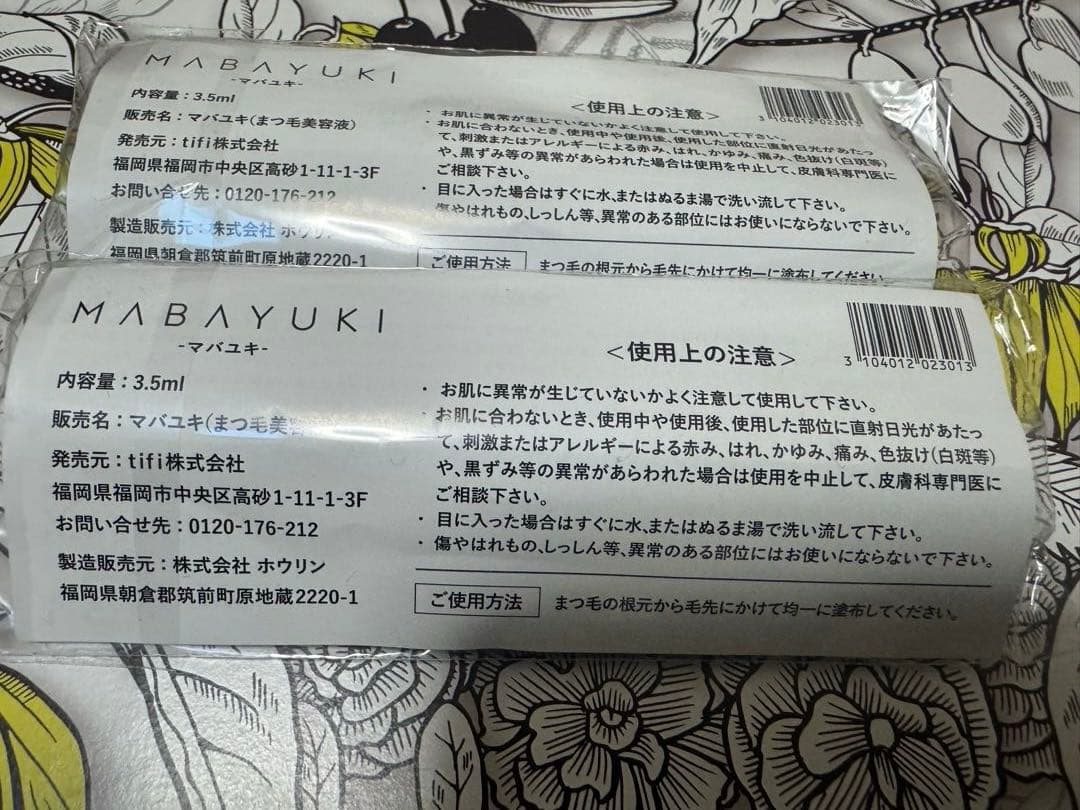 MABAYUKI
-マバユキ-
内容量：3.5ml
販売名：マバユキ(まつ毛美容液)
発売元：tifi株式会社
福岡県福岡市中央区高砂1-11-1-3F
お問い合せ先：0120-176-212
製造販売元：株式会社 ホウリン
福岡県朝倉郡筑前町原地蔵2220-1
＜使用上の注意＞
3 104012 023013
・お肌に異常が生じていないかよく注意して使用して下さい。
・お肌に合わないとき、使用中や使用後、使用した部位に直射日光があたっ
て、刺激またはアレルギーによる赤み、はれ、かゆみ、痛み、色抜け(白斑等)
や、黒ずみ等の異常があらわれた場合は使用を中止して、皮膚科専門医に
ご相談下さい。
・目に入った場合はすぐに水、またはぬるま湯で洗い流して下さい。
傷やはれもの、しっしん等、異常のある部位にはお使いにならないで下さい。
ご使用方法 まつ毛の根元から毛先にかけて均一に塗布してください。
MABAYUKI
-マバユキ-
内容量：3.5ml
販売名：マバユキ(まつ毛美容
発売元：tifi株式会社
福岡県福岡市中央区高砂1-11-1-3F
お問い合せ先：0120-176-212
製造販売元：株式会社 ホウリン
福岡県朝倉郡筑前町原地蔵2220-1
＜使用上の注意＞
3 104012 023013
・お肌に異常が生じていないかよく注意して使用して下さい。
・お肌に合わないとき、使用中や使用後、使用した部位に直射日光があたっ
て、刺激またはアレルギーによる赤み、はれ、かゆみ、痛み、色抜け(白斑等)
や、黒ずみ等の異常があらわれた場合は使用を中止して、皮膚科専門医に
ご相談下さい。
・目に入った場合はすぐに水、またはぬるま湯で洗い流して下さい。
・傷やはれもの、しっしん等、異常のある部位にはお使いにならないで下さい。
ご使用方法 まつ毛の根元から毛先にかけて均一に塗布してください。